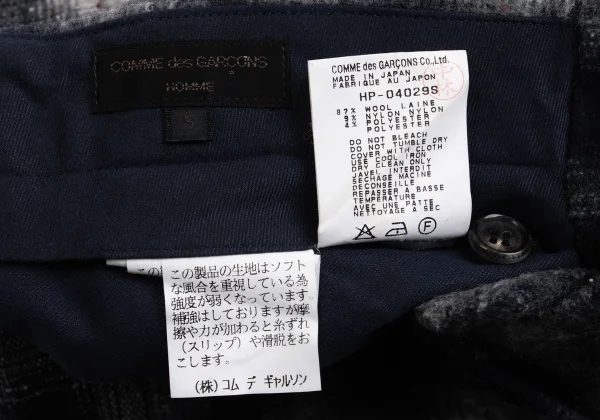 COMME des GARÇONS
HOMME
S
COMME des GARÇONS Co.,Ltd.
MADE IN JAPAN
FABRIQUÉ AU JAPON
HP-04029S
87% WOOL LAINE
9% NYLON NYLON
4% POLYESTER
POLYESTER
DO NOT BLEACH
DO NOT TUMBLE DRY
COVER WITH CLOTH
USE COOL IRON
DRY CLEAN ONLY
JAVEL INTERDIT
SECHAGE MACINE
DECONSEILLE
REPASSER A BASSE
TEMPERATURE
AVEC UNE PATTE
NETTOYAGE A SEC
F
この
この製品の生地はソフト
な風合を重視している為
強度が弱くなっています。
補強はしておりますが摩
擦や力が加わると糸ずれ
（スリップ）や滑脱をお
こします。
（株）コム デ ギャルソン